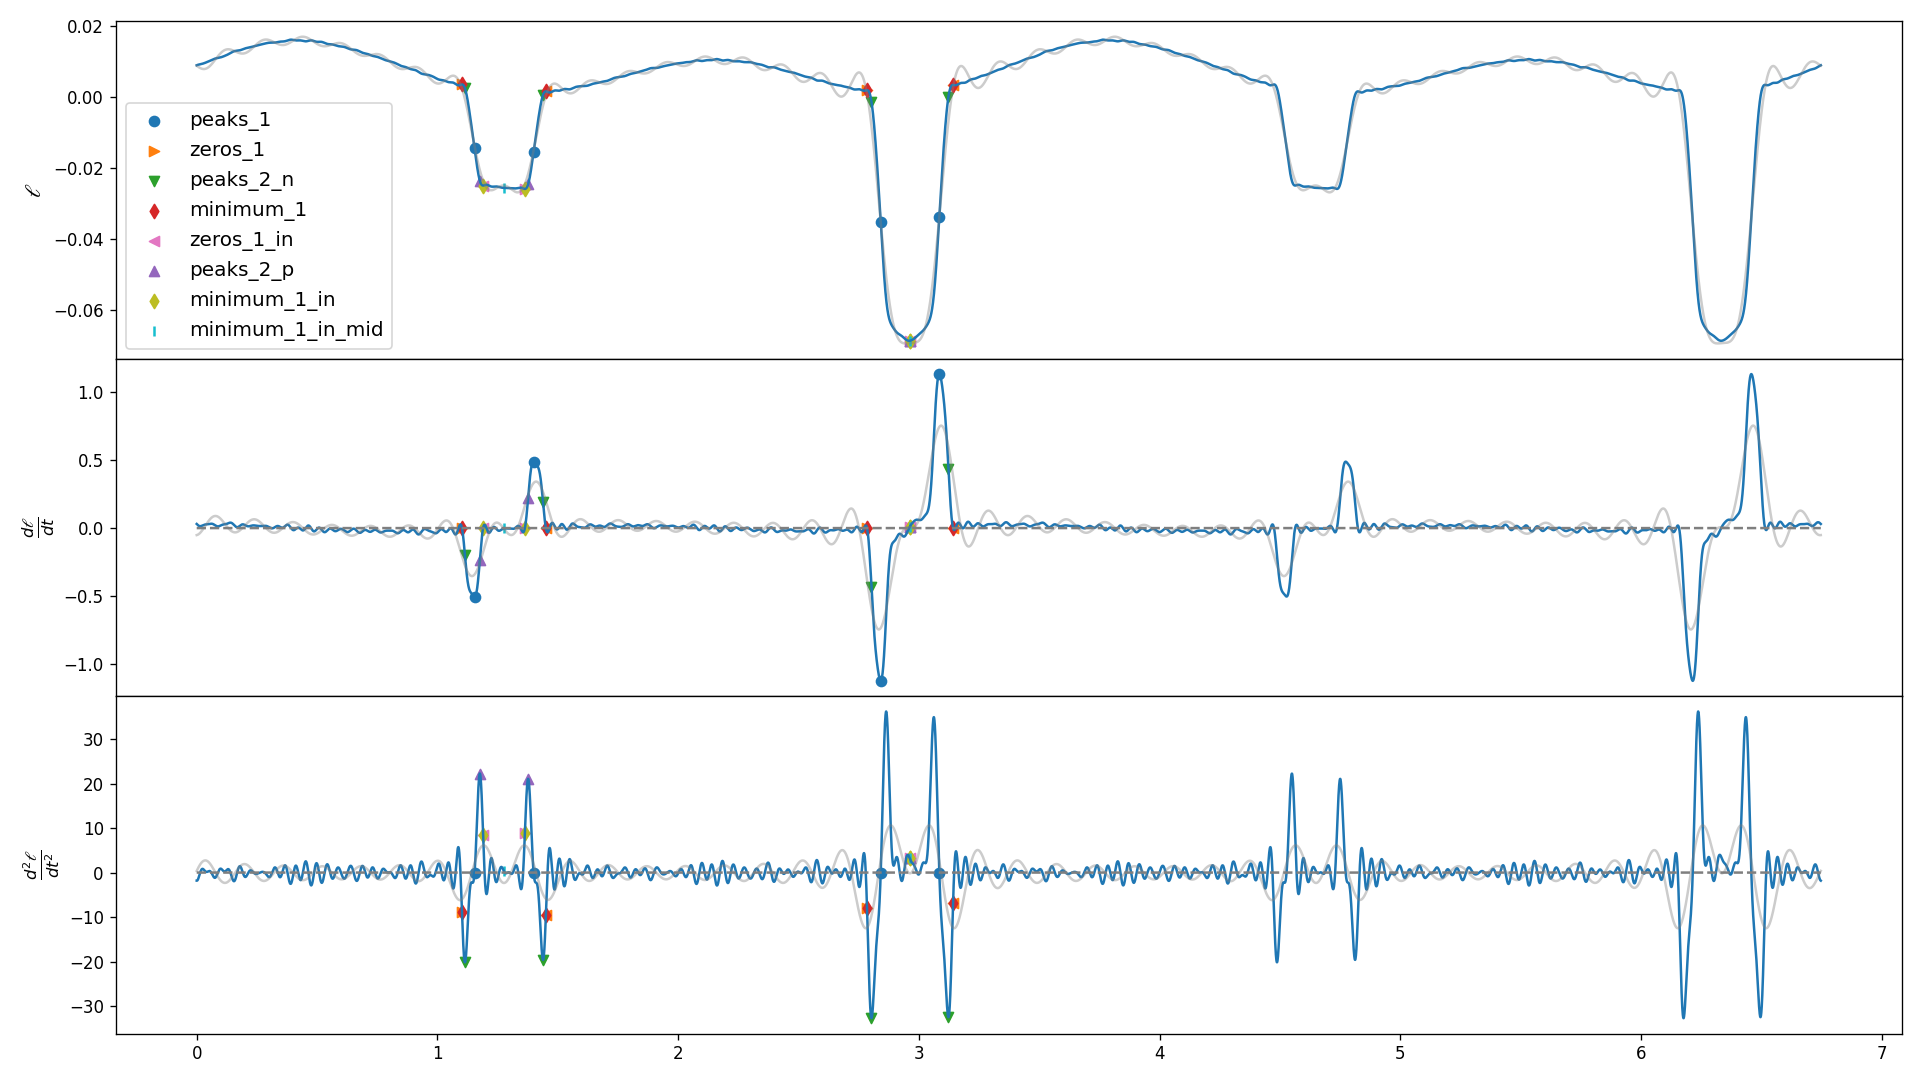 0.02
0.00
−0.02
−0.04
−0.06
ℓ
peaks_1
zeros_1
peaks_2_n
minimum_1
zeros_1_in
peaks_2_p
minimum_1_in
minimum_1_in_mid
1.0
0.5
0.0
−0.5
−1.0
dℓ
dt
30
20
10
0
−10
−20
−30
d²ℓ
dt²
0 1 2 3 4 5 6 7